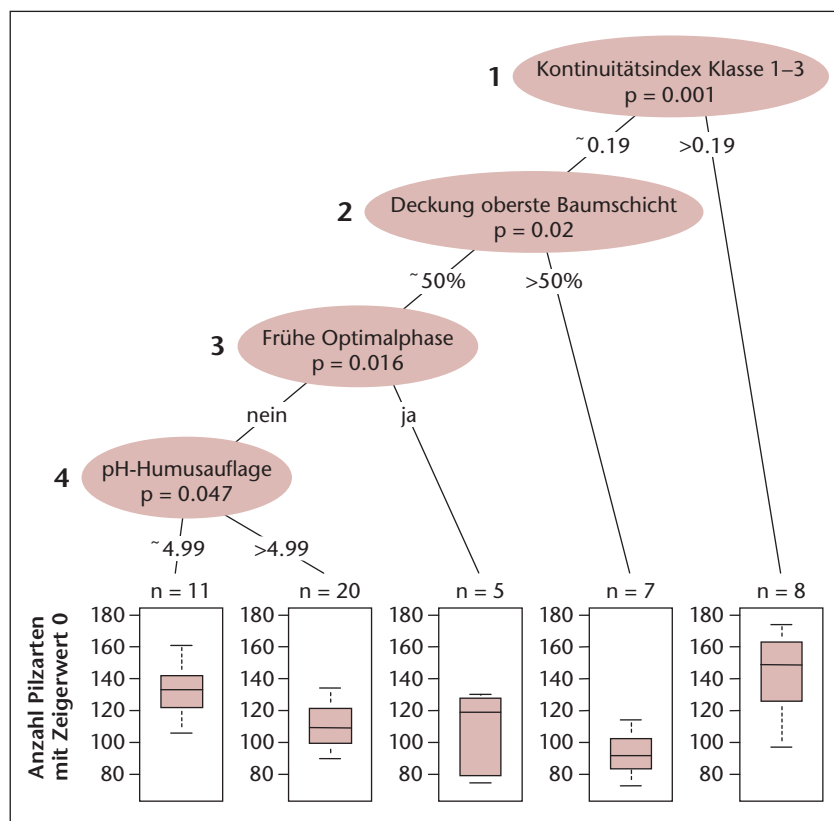 1
Kontinuitätsindex Klasse 1–3
p = 0.001
~0.19
>0.19
2
Deckung oberste Baumschicht
p = 0.02
~50%
>50%
3
Frühe Optimalphase
p = 0.016
nein
ja
4
pH-Humusauflage
p = 0.047
~4.99
>4.99
n = 11
n = 20
n = 5
n = 7
n = 8
Anzahl Pilzarten
mit Zeigerwert 0
180
160
140
120
100
80
180
160
140
120
100
80
180
160
140
120
100
80
180
160
140
120
100
80
180
160
140
120
100
80